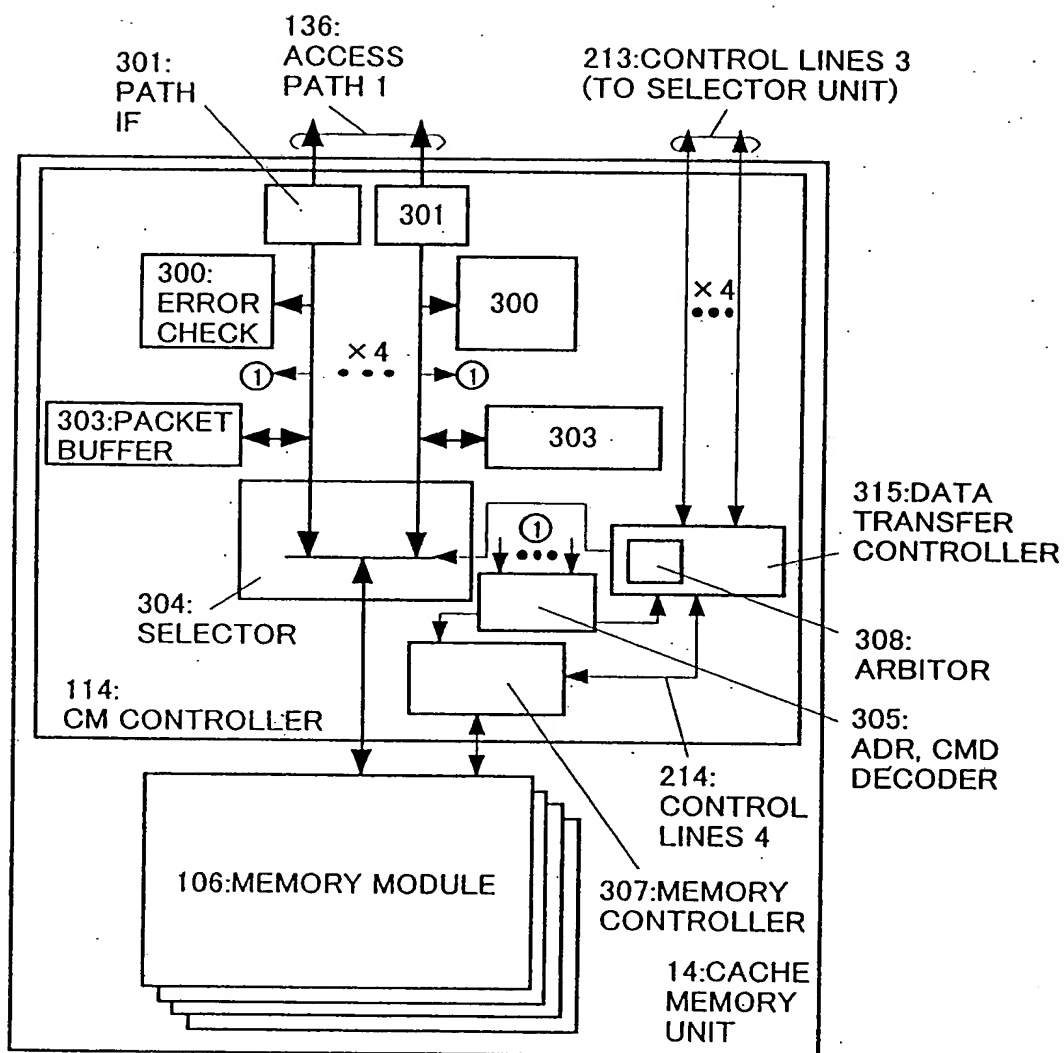 136:
ACCESS
PATH 1
301:
PATH
IF
213:CONTROL LINES 3
(TO SELECTOR UNIT)
301
300:
ERROR
CHECK
300
×4
•••
×4
•••
1
1
303:PACKET
BUFFER
303
1
•••
315:DATA
TRANSFER
CONTROLLER
304:
SELECTOR
308:
ARBITOR
114:
CM CONTROLLER
305:
ADR, CMD
DECODER
214:
CONTROL
LINES 4
106:MEMORY MODULE
307:MEMORY
CONTROLLER
14:CACHE
MEMORY
UNIT